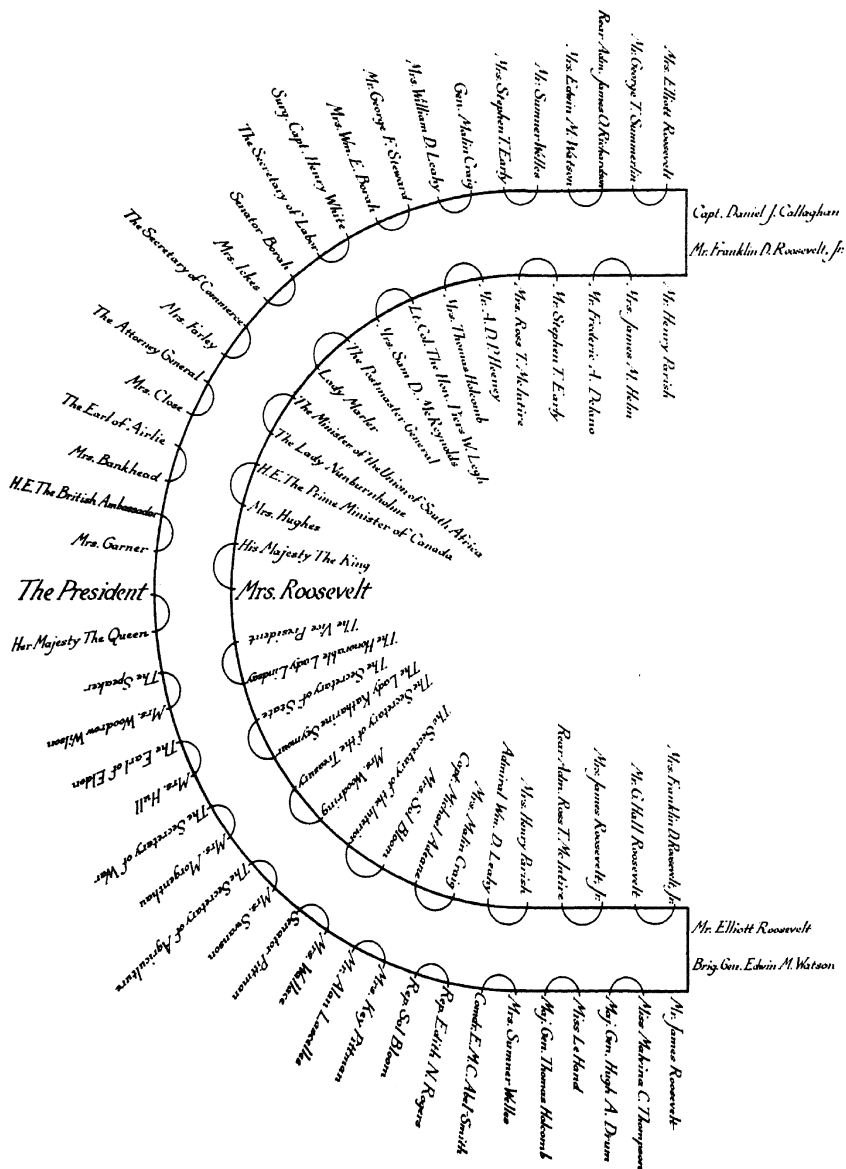 Mrs. Elliott Roosevelt
Mr. George T. Summerlin
Rear Adm. James O. Richardson
Mrs. Edwin M. Watson
Mr. Sumner Welles
Mrs. Stephen T. Early
Gen. Malin Craig
Mrs. William D. Leahy
Mr. George F. Steward
Mrs. Wm. E. Borah
Surg. Capt. Henry White
The Secretary of Labor
Senator Borah
Mrs. Ickes
The Secretary of Commerce
Mrs. Farley
The Attorney General
Mrs. Close
The Earl of Airlie
Mrs. Bankhead
H.E. The British Ambassador
Mrs. Garner
The President
Her Majesty The Queen
The Speaker
Mrs. Woodrow Wilson
The Earl of Eldon
Mrs. Hull
The Secretary of War
Mrs. Morgenthau
The Secretary of Agriculture
Mrs. Swanson
Senator Pittman
Mrs. Wallace
Mr. Alan Lascelles
Mrs. Key Pittman
Rep. Sol Bloom
Rep. Edith N. Rogers
Comdr. E. M. C. Abel-Smith
Mrs. Sumner Welles
Maj. Gen. Thomas Holcomb
Miss Le Hand
Maj. Gen. Hugh A. Drum
Miss Malvina C. Thompson
Mr. James Roosevelt
Capt. Daniel J. Callaghan
Mr. Franklin D. Roosevelt, Jr.
Mr. Henry Parish
Mrs. James M. Helm
Mr. Frederic A. Delano
Mr. Stephen T. Early
Mrs. Ross T. McIntire
Mr. A. D. P. Heeney
Mrs. Thomas Holcomb
Lt. Col. The Hon. Piers W. Legh
Mrs. Sam D. McReynolds
The Postmaster General
Lady Marler
The Minister of the Union of South Africa
The Lady Nunburnholme
H.E. The Prime Minister of Canada
Mrs. Hughes
His Majesty The King
Mrs. Roosevelt
The Vice President
The Honorable Lady Lindsay
The Secretary of State
The Lady Katharine Seymour
The Secretary of the Treasury
Mrs. Woodring
The Secretary of the Interior
Mrs. Sol Bloom
Capt. Michael Adeane
Mrs. Malin Craig
Admiral Wm. D. Leahy
Mrs. Henry Parish
Rear Adm. Ross T. McIntire
Mrs. James Roosevelt, Jr.
Mr. G. Hall Roosevelt
Mrs. Franklin D. Roosevelt, Jr.
Mr. Elliott Roosevelt
Brig. Gen. Edwin M. Watson